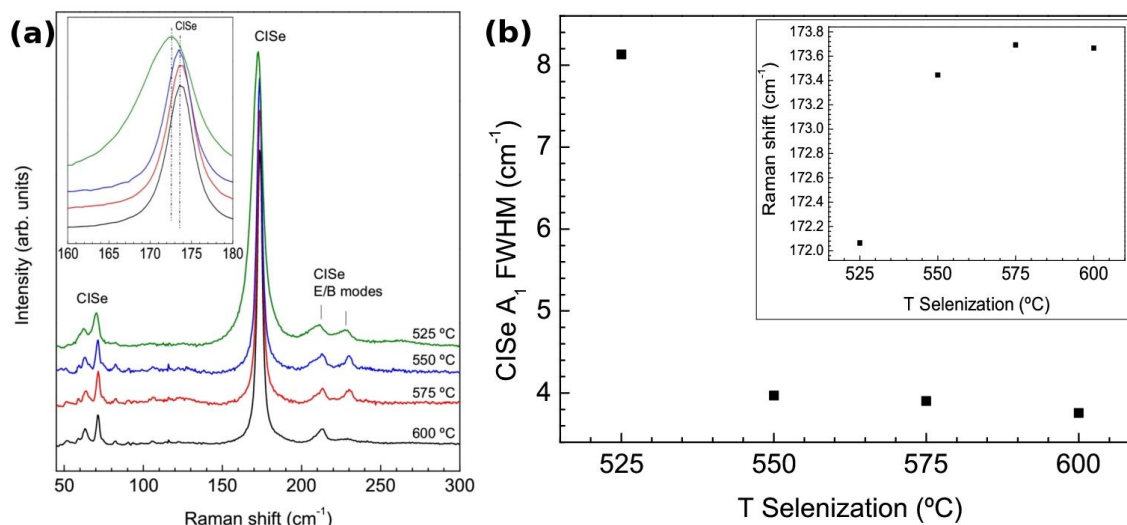 (a)
CISe
160 165 170 175 180
CISe
CISe
CISe
E/B modes
525 ºC
550 ºC
575 ºC
600 ºC
Intensity (arb. units)
50 100 150 200 250 300
Raman shift (cm-1)
(b)
8
7
6
5
4
CISe A1 FWHM (cm-1)
525 550 575 600
T Selenization (ºC)
173.8
173.6
173.4
173.2
173.0
172.8
172.6
172.4
172.2
172.0
Raman shift (cm-1)
525 550 575 600
T Selenization (ºC)